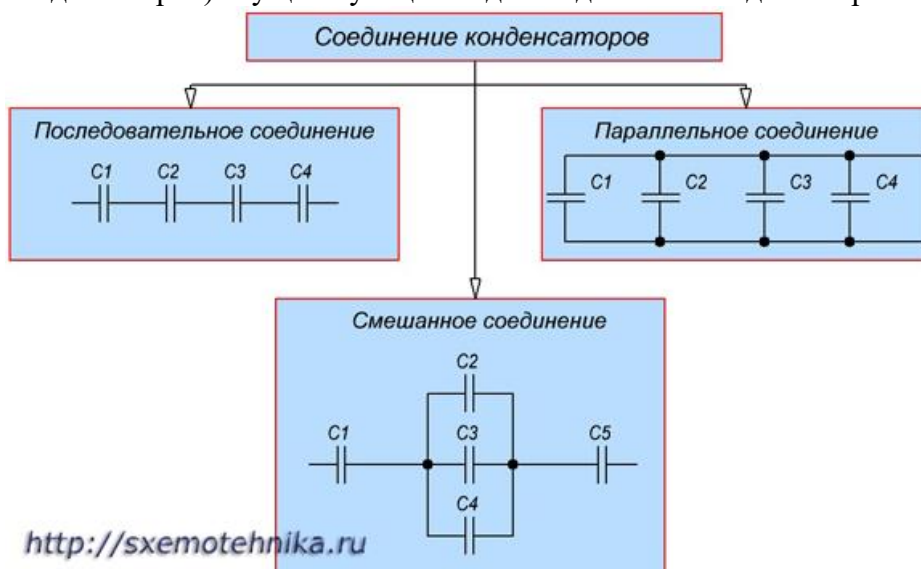 Соединение конденсаторов
Последовательное соединение
C1 C2 C3 C4
Параллельное соединение
C1 C2 C3 C4
Смешанное соединение
C2
C1 C3 C5
C4
http://sxemotehnika.ru